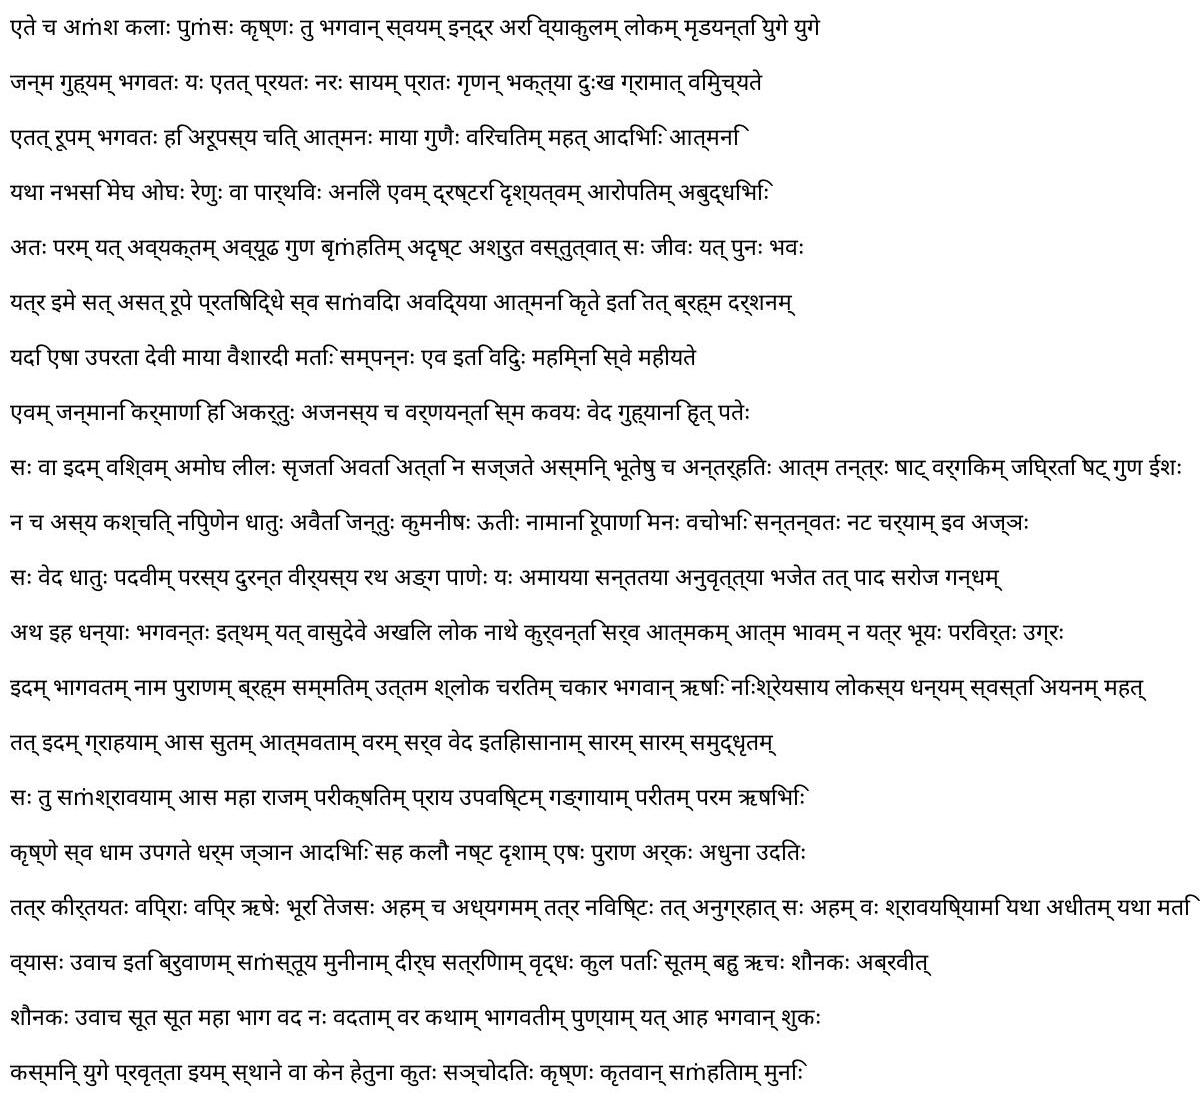 एते च अṁश कलाः पुṁसः कृष्णः तु भगवान् स्वयम् इन्द्र अरि व्याकुलम् लोकम् मृडयन्ति युगे युगे
जन्म गुह्यम् भगवतः यः एतत् प्रयतः नरः सायम् प्रातः गृणन् भक्त्या दुःख ग्रामात् विमुच्यते
एतत् रूपम् भगवतः हि अरूपस्य चित् आत्मनः माया गुणैः विरचितम् महत् आदिभिः आत्मनि
यथा नभसि मेघ ओघः रेणुः वा पार्थिवः अनिले एवम् द्रष्टरि दृश्यत्वम् आरोपितम् अबुद्धिभिः
अतः परम् यत् अव्यक्तम् अव्यूढ गुण बृṁहितम् अदृष्ट अश्रुत वस्तुत्वात् सः जीवः यत् पुनः भवः
यत्र इमे सत् असत् रूपे प्रतिषिद्धे स्व सṁविदा अविद्यया आत्मनि कृते इति तत् ब्रह्म दर्शनम्
यदि एषा उपरता देवी माया वैशारदी मतिः सम्पन्नः एव इति विदुः महिम्नि स्वे महीयते
एवम् जन्मानि कर्माणि हि अकर्तुः अजनस्य च वर्णयन्ति स्म कवयः वेद गुह्यानि हृत् पतेः
सः वा इदम् विश्वम् अमोघ लीलः सृजति अवति अत्ति न सज्जते अस्मिन् भूतेषु च अन्तर्हितः आत्म तन्त्रः षाट् वर्गिकम् जिघ्रति षट् गुण ईशः
न च अस्य कश्चित् निपुणेन धातुः अवैति जन्तुः कुमनीषः ऊतीः नामानि रूपाणि मनः वचोभिः सन्तन्वतः नट चर्याम् इव अज्ञः
सः वेद धातुः पदवीम् परस्य दुरन्त वीर्यस्य रथ अङ्ग पाणेः यः अमायया सन्ततया अनुवृत्त्या भजेत तत् पाद सरोज गन्धम्
अथ इह धन्याः भगवन्तः इत्थम् यत् वासुदेवे अखिल लोक नाथे कुर्वन्ति सर्व आत्मकम् आत्म भावम् न यत्र भूयः परिवर्तः उग्रः
इदम् भागवतम् नाम पुराणम् ब्रह्म सम्मितम् उत्तम श्लोक चरितम् चकार भगवान् ऋषिः निःश्रेयसाय लोकस्य धन्यम् स्वस्ति अयनम् महत्
तत् इदम् ग्राहयाम् आस सुतम् आत्मवताम् वरम् सर्व वेद इतिहासानाम् सारम् सारम् समुद्धृतम्
सः तु सṁश्रावयाम् आस महा राजम् परीक्षितम् प्राय उपविष्टम् गङ्गायाम् परीतम् परम ऋषिभिः
कृष्णे स्व धाम उपगते धर्म ज्ञान आदिभिः सह कलौ नष्ट दृशाम् एषः पुराण अर्कः अधुना उदितः
तत्र कीर्तयतः विप्राः विप्र ऋषेः भूरि तेजसः अहम् च अध्यगमम् तत्र निविष्टः तत् अनुग्रहात् सः अहम् वः श्रावयिष्यामि यथा अधीतम् यथा मति
व्यासः उवाच इति ब्रुवाणम् सṁस्तूय मुनीनाम् दीर्घ सत्रिणाम् वृद्धः कुल पतिः सूतम् बहु ऋचः शौनकः अब्रवीत्
शौनकः उवाच सूत सूत महा भाग वद नः वदताम् वर कथाम् भागवतीम् पुण्याम् यत् आह भगवान् शुकः
कस्मिन् युगे प्रवृत्ता इयम् स्थाने वा केन हेतुना कुतः सञ्चोदितः कृष्णः कृतवान् सṁहिताम् मुनिः